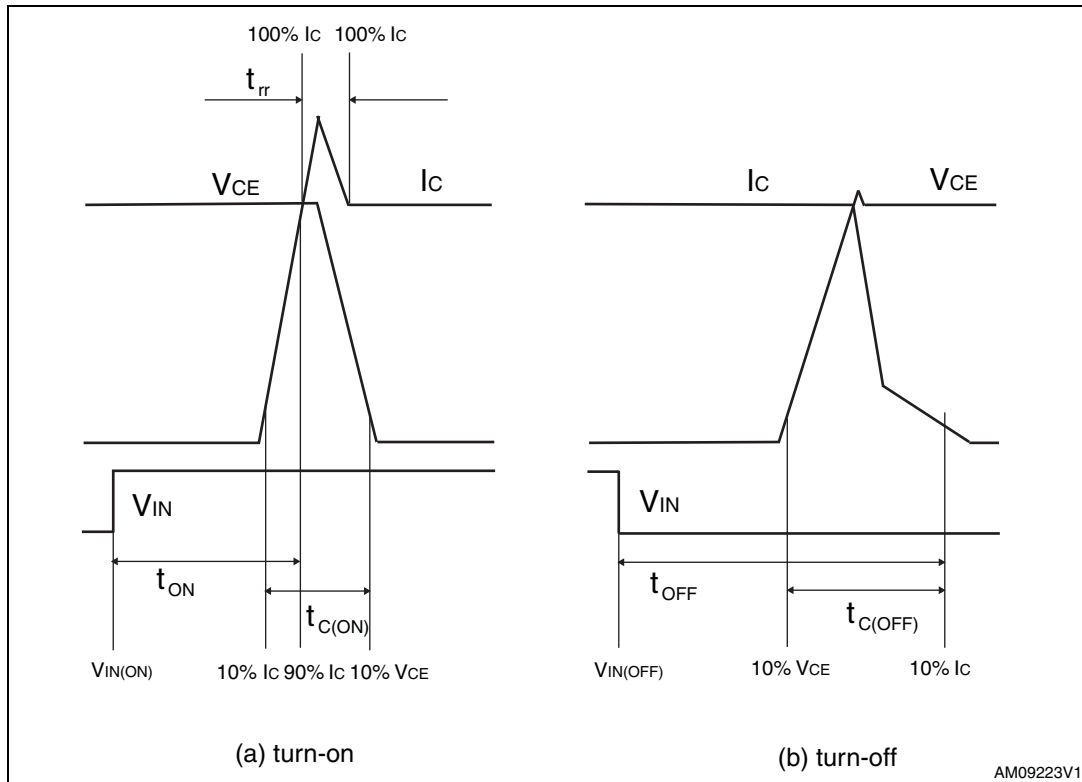 100% IC 100% IC
trr
VCE IC
IC VCE
VIN
VIN
tON
tC(ON)
tOFF
tC(OFF)
VIN(ON) 10% IC 90% IC 10% VCE
VIN(OFF) 10% VCE 10% IC
(a) turn-on
(b) turn-off
AM09223V1